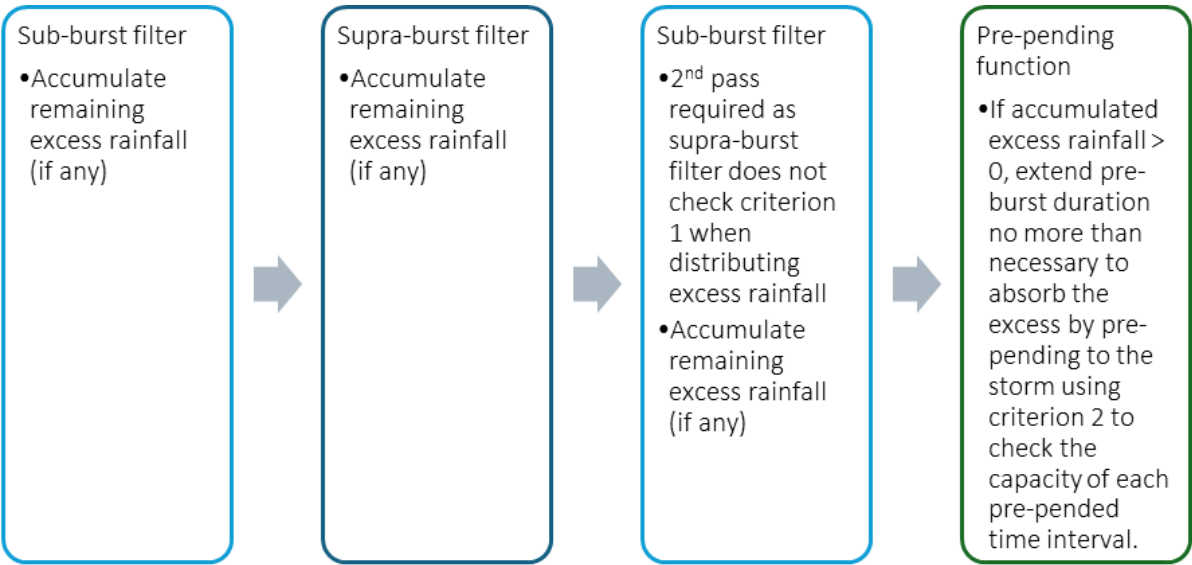 Sub-burst filter
•Accumulate
remaining
excess rainfall
(if any)
Supra-burst filter
•Accumulate
remaining
excess rainfall
(if any)
Sub-burst filter
•2nd pass
required as
supra-burst
filter does not
check criterion
1 when
distributing
excess rainfall
•Accumulate
remaining
excess rainfall
(if any)
Pre-pending
function
•If accumulated
excess rainfall >
0, extend pre-
burst duration
no more than
necessary to
absorb the
excess by pre-
pending to the
storm using
criterion 2 to
check the
capacity of each
pre-pended
time interval.